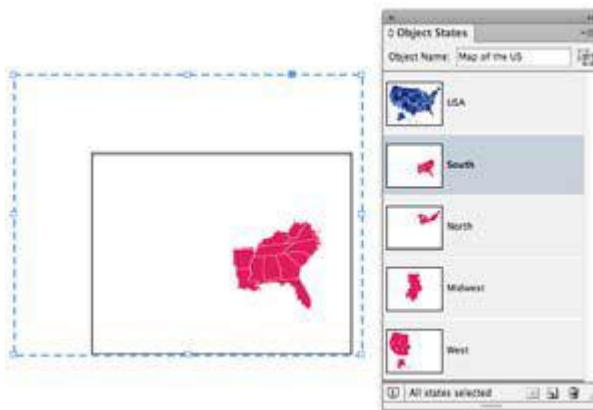 Object States
Object Name: Map of the US
USA
South
North
Midwest
West
All states selected